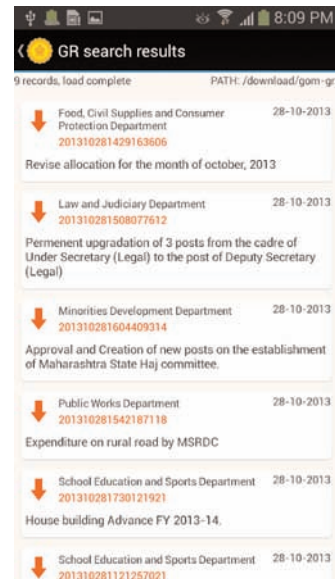 8:09 PM
GR search results
9 records, load complete PATH: /download/gom-gr
Food, Civil Supplies and Consumer 28-10-2013
Protection Department
201310281429163606
Revise allocation for the month of october, 2013
Law and Judiciary Department 28-10-2013
201310281508077612
Permenent upgradation of 3 posts from the cadre of
Under Secretary (Legal) to the post of Deputy Secretary
(Legal)
Minorities Development Department 28-10-2013
201310281604409314
Approval and Creation of new posts on the establishment
of Maharashtra State Haj committee.
Public Works Department 28-10-2013
201310281542187118
Expenditure on rural road by MSRDC
School Education and Sports Department 28-10-2013
201310281730121921
House building Advance FY 2013-14.
School Education and Sports Department 28-10-2013
201310281121257021